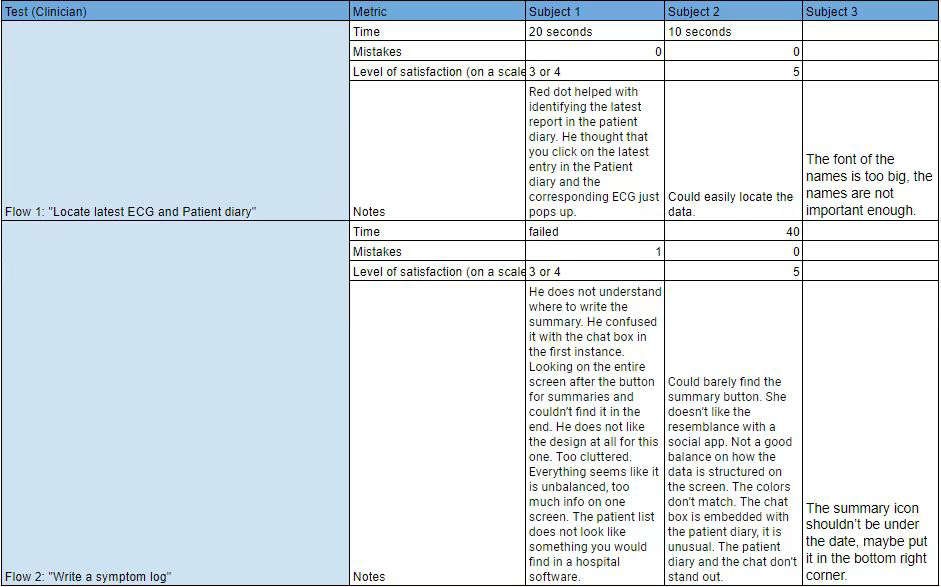 Test (Clinician) Metric Subject 1 Subject 2 Subject 3
Time 20 seconds 10 seconds
Mistakes 0 0
Level of satisfaction (on a scale 3 or 4 5
Flow 1: "Locate latest ECG and Patient diary"
Notes
Red dot helped with
identifying the latest
report in the patient
diary. He thought that
you click on the latest
entry in the Patient
diary and the
corresponding ECG just
pops up.
Could easily locate the
data.
The font of the
names is too big, the
names are not
important enough.
Time failed 40
Mistakes 1 0
Level of satisfaction (on a scale 3 or 4 5
Flow 2: "Write a symptom log"
Notes
He does not understand
where to write the
summary. He confused
it with the chat box in
the first instance.
Looking on the entire
screen after the button
for summaries and
couldn't find it in the
end. He does not like
the design at all for this
one. Too cluttered.
Everything seems like it
is unbalanced, too
much info on one
screen. The patient list
does not look like
something you would
find in a hospital
software.
Could barely find the
summary button. She
doesn't like the
resemblance with a
social app. Not a good
balance on how the
data is structured on
the screen. The colors
don't match. The chat
box is embedded with
the patient diary, it is
unusual. The patient
diary and the chat don't
stand out.
The summary icon
shouldn't be under
the date, maybe put
it in the bottom right
corner.